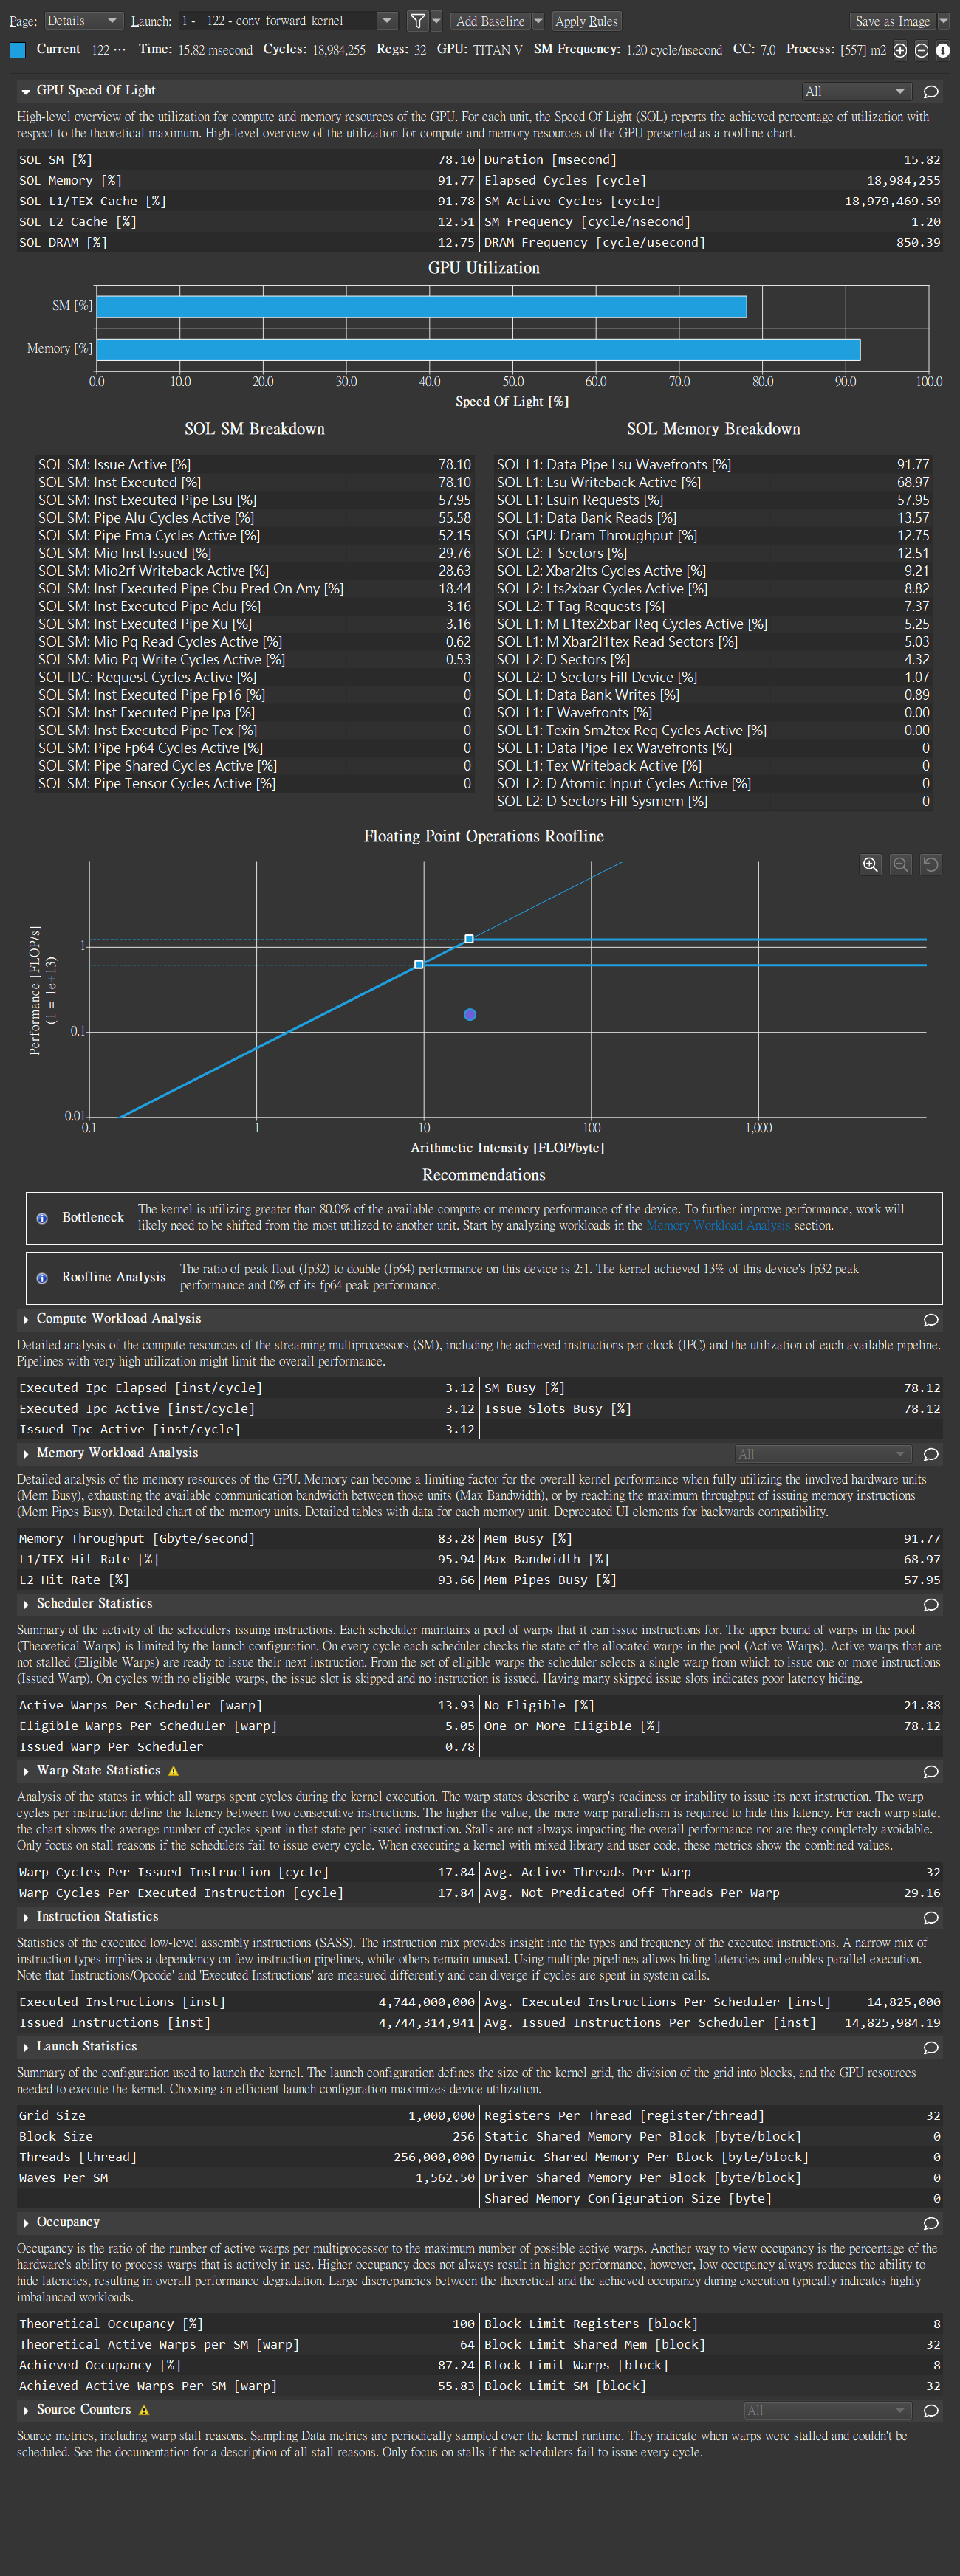 Page: Details Launch: 1 - 122 - conv_forward_kernel Add Baseline Apply Rules Save as Image
Current 122 ... Time: 15.82 msecond Cycles: 18,984,255 Regs: 32 GPU: TITAN V SM Frequency: 1.20 cycle/nsecond CC: 7.0 Process: [557] m2
GPU Speed Of Light All
High-level overview of the utilization for compute and memory resources of the GPU. For each unit, the Speed Of Light (SOL) reports the achieved percentage of utilization with
respect to the theoretical maximum. High-level overview of the utilization for compute and memory resources of the GPU presented as a roofline chart.
SOL SM [%] 78.10 Duration [msecond] 15.82
SOL Memory [%] 91.77 Elapsed Cycles [cycle] 18,984,255
SOL L1/TEX Cache [%] 91.78 SM Active Cycles [cycle] 18,979,469.59
SOL L2 Cache [%] 12.51 SM Frequency [cycle/nsecond] 1.20
SOL DRAM [%] 12.75 DRAM Frequency [cycle/usecond] 850.39
GPU Utilization
SM [%]
Memory [%]
0.0 10.0 20.0 30.0 40.0 50.0 60.0 70.0 80.0 90.0 100.0
Speed Of Light [%]
SOL SM Breakdown
SOL SM: Issue Active [%] 78.10
SOL SM: Inst Executed [%] 78.10
SOL SM: Inst Executed Pipe Lsu [%] 57.95
SOL SM: Pipe Alu Cycles Active [%] 55.58
SOL SM: Pipe Fma Cycles Active [%] 52.15
SOL SM: Mio Inst Issued [%] 29.76
SOL SM: Mio2rf Writeback Active [%] 28.63
SOL SM: Inst Executed Pipe Cbu Pred On Any [%] 18.44
SOL SM: Inst Executed Pipe Adu [%] 3.16
SOL SM: Inst Executed Pipe Xu [%] 3.16
SOL SM: Mio Pq Read Cycles Active [%] 0.62
SOL SM: Mio Pq Write Cycles Active [%] 0.53
SOL IDC: Request Cycles Active [%] 0
SOL SM: Inst Executed Pipe Fp16 [%] 0
SOL SM: Inst Executed Pipe Ipa [%] 0
SOL SM: Inst Executed Pipe Tex [%] 0
SOL SM: Pipe Fp64 Cycles Active [%] 0
SOL SM: Pipe Shared Cycles Active [%] 0
SOL SM: Pipe Tensor Cycles Active [%] 0
SOL Memory Breakdown
SOL L1: Data Pipe Lsu Wavefronts [%] 91.77
SOL L1: Lsu Writeback Active [%] 68.97
SOL L1: Lsuin Requests [%] 57.95
SOL L1: Data Bank Reads [%] 13.57
SOL GPU: Dram Throughput [%] 12.75
SOL L2: T Sectors [%] 12.51
SOL L2: Xbar2lts Cycles Active [%] 9.21
SOL L2: Lts2xbar Cycles Active [%] 8.82
SOL L2: T Tag Requests [%] 7.37
SOL L1: M L1tex2xbar Req Cycles Active [%] 5.25
SOL L1: M Xbar2l1tex Read Sectors [%] 5.03
SOL L2: D Sectors [%] 4.32
SOL L2: D Sectors Fill Device [%] 1.07
SOL L1: Data Bank Writes [%] 0.89
SOL L1: F Wavefronts [%] 0.00
SOL L1: Texin Sm2tex Req Cycles Active [%] 0.00
SOL L1: Data Pipe Tex Wavefronts [%] 0
SOL L1: Tex Writeback Active [%] 0
SOL L2: D Atomic Input Cycles Active [%] 0
SOL L2: D Sectors Fill Sysmem [%] 0
Floating Point Operations Roofline
Performance [FLOP/s]
(1 = 1e+13)
1
0.1
0.01
0.1 1 10 100 1,000
Arithmetic Intensity [FLOP/byte]
Recommendations
Bottleneck The kernel is utilizing greater than 80.0% of the available compute or memory performance of the device. To further improve performance, work will
likely need to be shifted from the most utilized to another unit. Start by analyzing workloads in the Memory Workload Analysis section.
Roofline Analysis The ratio of peak float (fp32) to double (fp64) performance on this device is 2:1. The kernel achieved 13% of this device's fp32 peak
performance and 0% of its fp64 peak performance.
Compute Workload Analysis
Detailed analysis of the compute resources of the streaming multiprocessors (SM), including the achieved instructions per clock (IPC) and the utilization of each available pipeline.
Pipelines with very high utilization might limit the overall performance.
Executed Ipc Elapsed [inst/cycle] 3.12 SM Busy [%] 78.12
Executed Ipc Active [inst/cycle] 3.12 Issue Slots Busy [%] 78.12
Issued Ipc Active [inst/cycle] 3.12
Memory Workload Analysis All
Detailed analysis of the memory resources of the GPU. Memory can become a limiting factor for the overall kernel performance when fully utilizing the involved hardware units
(Mem Busy), exhausting the available communication bandwidth between those units (Max Bandwidth), or by reaching the maximum throughput of issuing memory instructions
(Mem Pipes Busy). Detailed chart of the memory units. Detailed tables with data for each memory unit. Deprecated UI elements for backwards compatibility.
Memory Throughput [Gbyte/second] 83.28 Mem Busy [%] 91.77
L1/TEX Hit Rate [%] 95.94 Max Bandwidth [%] 68.97
L2 Hit Rate [%] 93.66 Mem Pipes Busy [%] 57.95
Scheduler Statistics
Summary of the activity of the schedulers issuing instructions. Each scheduler maintains a pool of warps that it can issue instructions for. The upper bound of warps in the pool
(Theoretical Warps) is limited by the launch configuration. On every cycle each scheduler checks the state of the allocated warps in the pool (Active Warps). Active warps that are
not stalled (Eligible Warps) are ready to issue their next instruction. From the set of eligible warps the scheduler selects a single warp from which to issue one or more instructions
(Issued Warp). On cycles with no eligible warps, the issue slot is skipped and no instruction is issued. Having many skipped issue slots indicates poor latency hiding.
Active Warps Per Scheduler [warp] 13.93 No Eligible [%] 21.88
Eligible Warps Per Scheduler [warp] 5.05 One or More Eligible [%] 78.12
Issued Warp Per Scheduler 0.78
Warp State Statistics
Analysis of the states in which all warps spent cycles during the kernel execution. The warp states describe a warp's readiness or inability to issue its next instruction. The warp
cycles per instruction define the latency between two consecutive instructions. The higher the value, the more warp parallelism is required to hide this latency. For each warp state,
the chart shows the average number of cycles spent in that state per issued instruction. Stalls are not always impacting the overall performance nor are they completely avoidable.
Only focus on stall reasons if the schedulers fail to issue every cycle. When executing a kernel with mixed library and user code, these metrics show the combined values.
Warp Cycles Per Issued Instruction [cycle] 17.84 Avg. Active Threads Per Warp 32
Warp Cycles Per Executed Instruction [cycle] 17.84 Avg. Not Predicated Off Threads Per Warp 29.16
Instruction Statistics
Statistics of the executed low-level assembly instructions (SASS). The instruction mix provides insight into the types and frequency of the executed instructions. A narrow mix of
instruction types implies a dependency on few instruction pipelines, while others remain unused. Using multiple pipelines allows hiding latencies and enables parallel execution.
Note that 'Instructions/Opcode' and 'Executed Instructions' are measured differently and can diverge if cycles are spent in system calls.
Executed Instructions [inst] 4,744,000,000 Avg. Executed Instructions Per Scheduler [inst] 14,825,000
Issued Instructions [inst] 4,744,314,941 Avg. Issued Instructions Per Scheduler [inst] 14,825,984.19
Launch Statistics
Summary of the configuration used to launch the kernel. The launch configuration defines the size of the kernel grid, the division of the grid into blocks, and the GPU resources
needed to execute the kernel. Choosing an efficient launch configuration maximizes device utilization.
Grid Size 1,000,000 Registers Per Thread [register/thread] 32
Block Size 256 Static Shared Memory Per Block [byte/block] 0
Threads [thread] 256,000,000 Dynamic Shared Memory Per Block [byte/block] 0
Waves Per SM 1,562.50 Driver Shared Memory Per Block [byte/block] 0
Shared Memory Configuration Size [byte] 0
Occupancy
Occupancy is the ratio of the number of active warps per multiprocessor to the maximum number of possible active warps. Another way to view occupancy is the percentage of the
hardware's ability to process warps that is actively in use. Higher occupancy does not always result in higher performance, however, low occupancy always reduces the ability to
hide latencies, resulting in overall performance degradation. Large discrepancies between the theoretical and the achieved occupancy during execution typically indicates highly
imbalanced workloads.
Theoretical Occupancy [%] 100 Block Limit Registers [block] 8
Theoretical Active Warps per SM [warp] 64 Block Limit Shared Mem [block] 32
Achieved Occupancy [%] 87.24 Block Limit Warps [block] 8
Achieved Active Warps Per SM [warp] 55.83 Block Limit SM [block] 32
Source Counters All
Source metrics, including warp stall reasons. Sampling Data metrics are periodically sampled over the kernel runtime. They indicate when warps were stalled and couldn't be
scheduled. See the documentation for a description of all stall reasons. Only focus on stalls if the schedulers fail to issue every cycle.